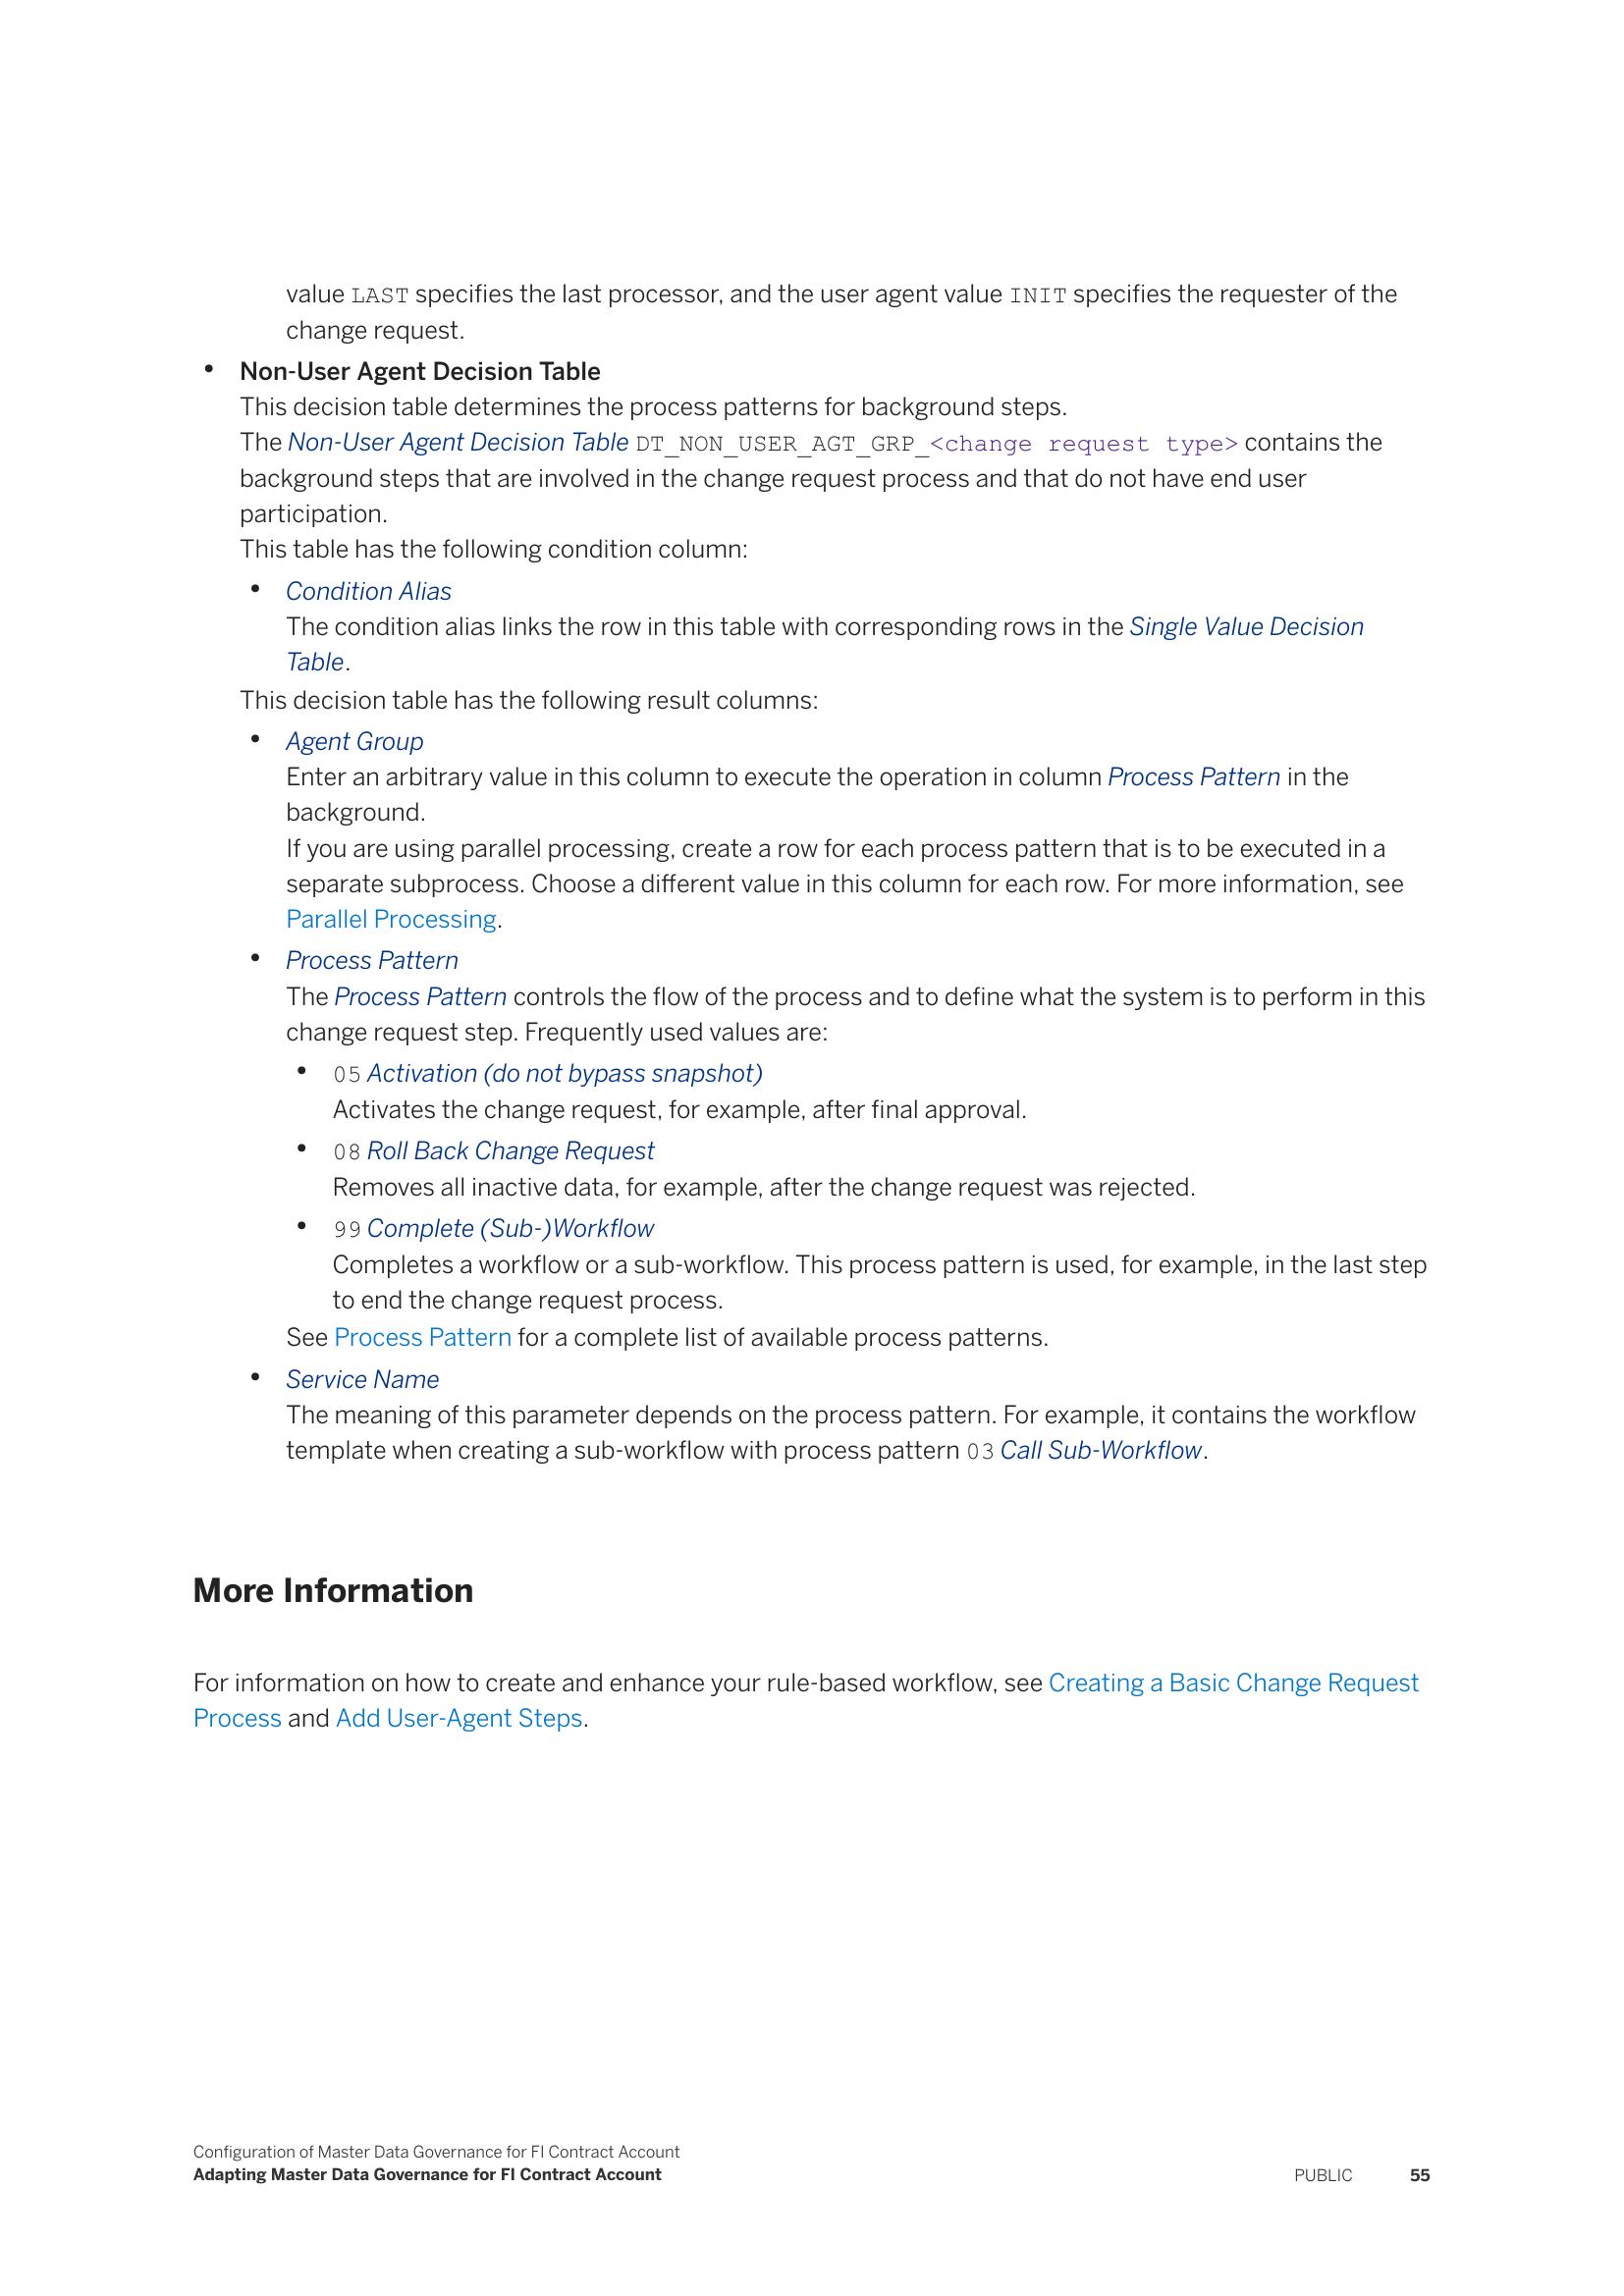 value LAST specifies the last processor, and the user agent value INIT specifies the requester of the
change request.
• Non-User Agent Decision Table
This decision table determines the process patterns for background steps.
The Non-User Agent Decision Table DT_NON_USER_AGT_GRP_<change request type> contains the
background steps that are involved in the change request process and that do not have end user
participation.
This table has the following condition column:
• Condition Alias
The condition alias links the row in this table with corresponding rows in the Single Value Decision
Table.
This decision table has the following result columns:
• Agent Group
Enter an arbitrary value in this column to execute the operation in column Process Pattern in the
background.
If you are using parallel processing, create a row for each process pattern that is to be executed in a
separate subprocess. Choose a different value in this column for each row. For more information, see
Parallel Processing.
• Process Pattern
The Process Pattern controls the flow of the process and to define what the system is to perform in this
change request step. Frequently used values are:
• 05 Activation (do not bypass snapshot)
Activates the change request, for example, after final approval.
• 08 Roll Back Change Request
Removes all inactive data, for example, after the change request was rejected.
• 99 Complete (Sub-)Workflow
Completes a workflow or a sub-workflow. This process pattern is used, for example, in the last step
to end the change request process.
See Process Pattern for a complete list of available process patterns.
• Service Name
The meaning of this parameter depends on the process pattern. For example, it contains the workflow
template when creating a sub-workflow with process pattern 03 Call Sub-Workflow.
More Information
For information on how to create and enhance your rule-based workflow, see Creating a Basic Change Request
Process and Add User-Agent Steps.
Configuration of Master Data Governance for FI Contract Account
Adapting Master Data Governance for FI Contract Account
PUBLIC 55